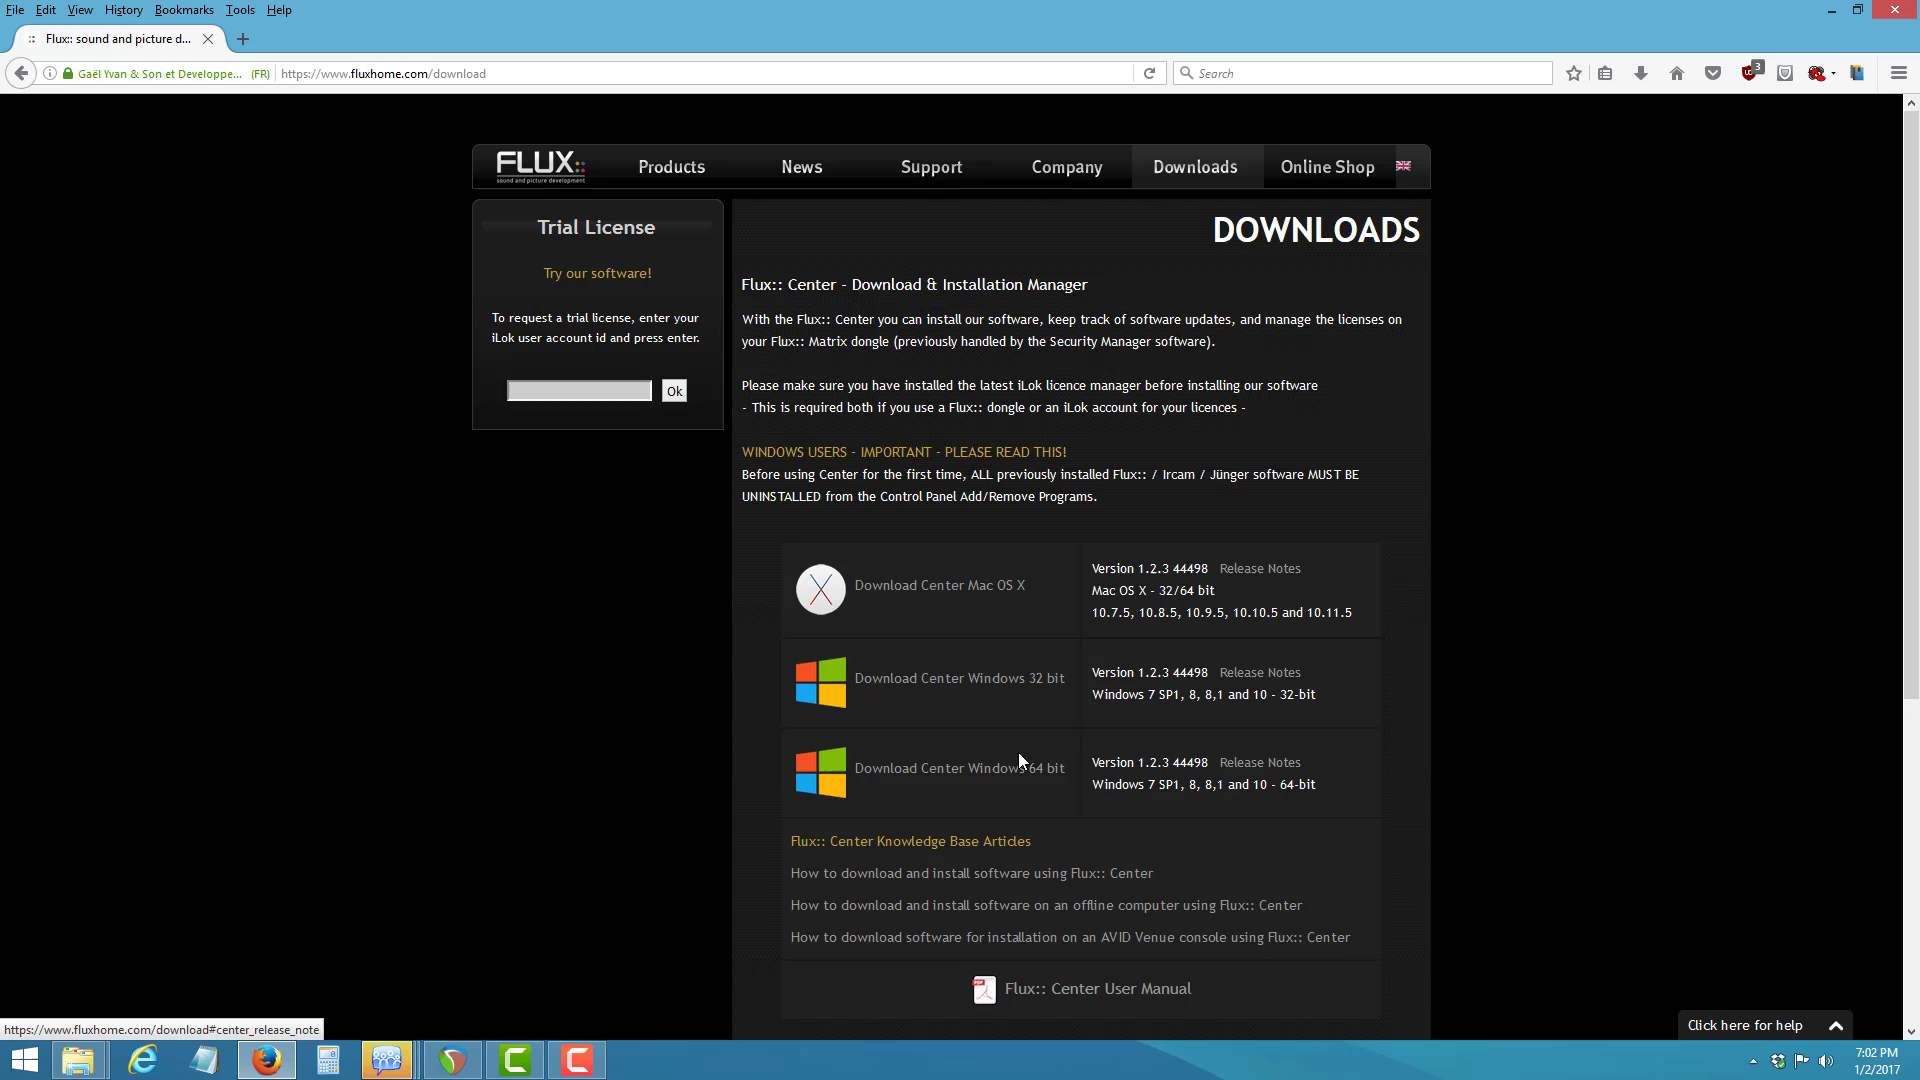 File Edit View History Bookmarks Tools Help
Flux:: sound and picture d...
Gaël Yvan & Son et Developpe... (FR) https://www.fluxhome.com/download Search 3
FLUX:: Products News Support Company Downloads Online Shop
sound and picture development
Trial License
Try our software!
To request a trial license, enter your
iLok user account id and press enter.
Ok
DOWNLOADS
Flux:: Center - Download & Installation Manager
With the Flux:: Center you can install our software, keep track of software updates, and manage the licenses on
your Flux:: Matrix dongle (previously handled by the Security Manager software).
Please make sure you have installed the latest iLok licence manager before installing our software
- This is required both if you use a Flux:: dongle or an iLok account for your licences -
WINDOWS USERS - IMPORTANT - PLEASE READ THIS!
Before using Center for the first time, ALL previously installed Flux:: / Ircam / Jünger software MUST BE
UNINSTALLED from the Control Panel Add/Remove Programs.
Download Center Mac OS X
Version 1.2.3 44498 Release Notes
Mac OS X - 32/64 bit
10.7.5, 10.8.5, 10.9.5, 10.10.5 and 10.11.5
Download Center Windows 32 bit
Version 1.2.3 44498 Release Notes
Windows 7 SP1, 8, 8,1 and 10 - 32-bit
Download Center Windows 64 bit
Version 1.2.3 44498 Release Notes
Windows 7 SP1, 8, 8,1 and 10 - 64-bit
Flux:: Center Knowledge Base Articles
How to download and install software using Flux:: Center
How to download and install software on an offline computer using Flux:: Center
How to download software for installation on an AVID Venue console using Flux:: Center
Flux:: Center User Manual
https://www.fluxhome.com/download#center_release_note
Click here for help
7:02 PM
1/2/2017